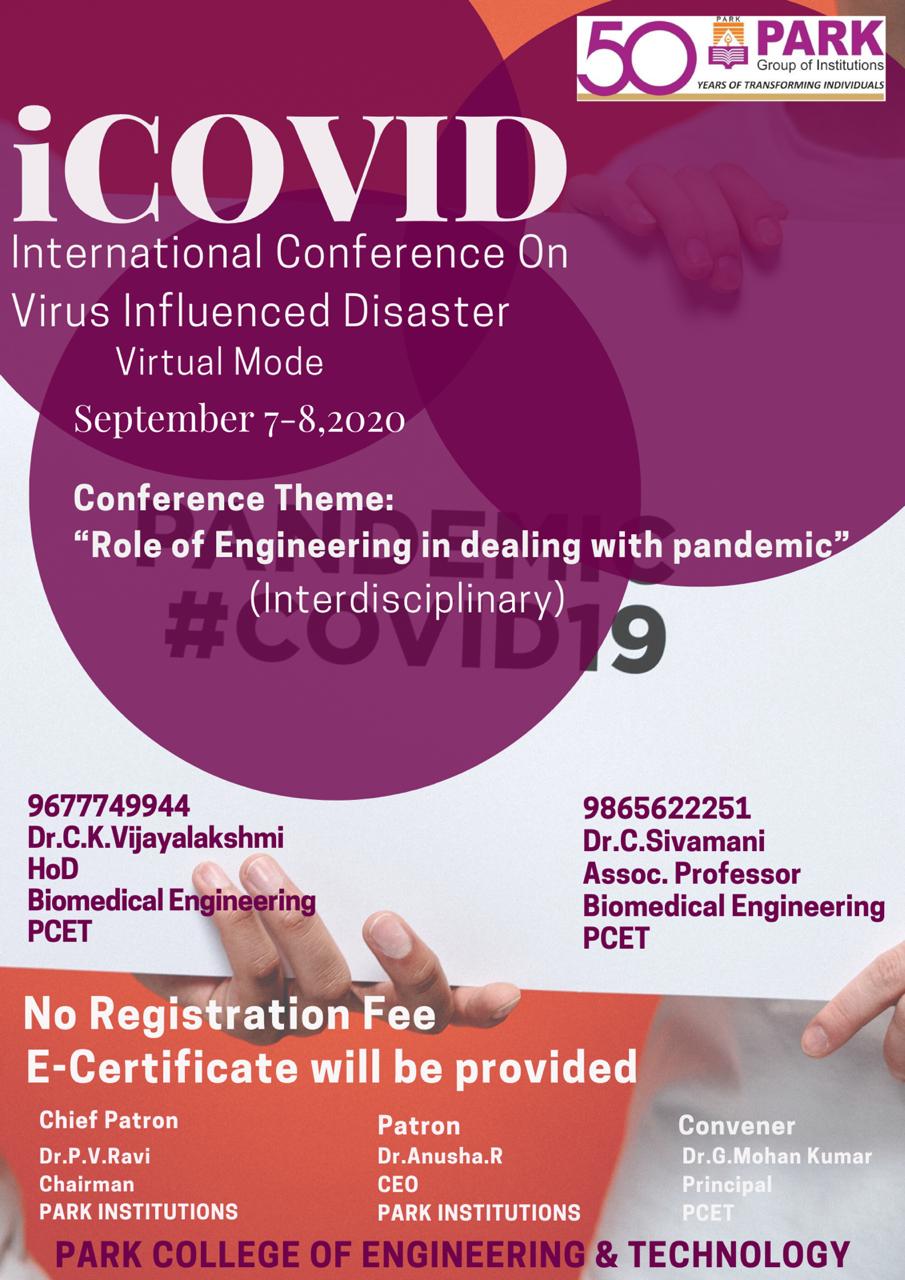 50
PARK
PARK
Group of Institutions
YEARS OF TRANSFORMING INDIVIDUALS
iCOVID
International Conference On
Virus Influenced Disaster
Virtual Mode
September 7-8,2020
Conference Theme:
PANDEMIC
“Role of Engineering in dealing with pandemic”
(Interdisciplinary)
#COVID19
9677749944
Dr.C.K.Vijayalakshmi
HoD
Biomedical Engineering
PCET
9865622251
Dr.C.Sivamani
Assoc. Professor
Biomedical Engineering
PCET
No Registration Fee
E-Certificate will be provided
Chief Patron
Dr.P.V.Ravi
Chairman
PARK INSTITUTIONS
Patron
Dr.Anusha.R
CEO
PARK INSTITUTIONS
Convener
Dr.G.Mohan Kumar
Principal
PCET
PARK COLLEGE OF ENGINEERING & TECHNOLOGY